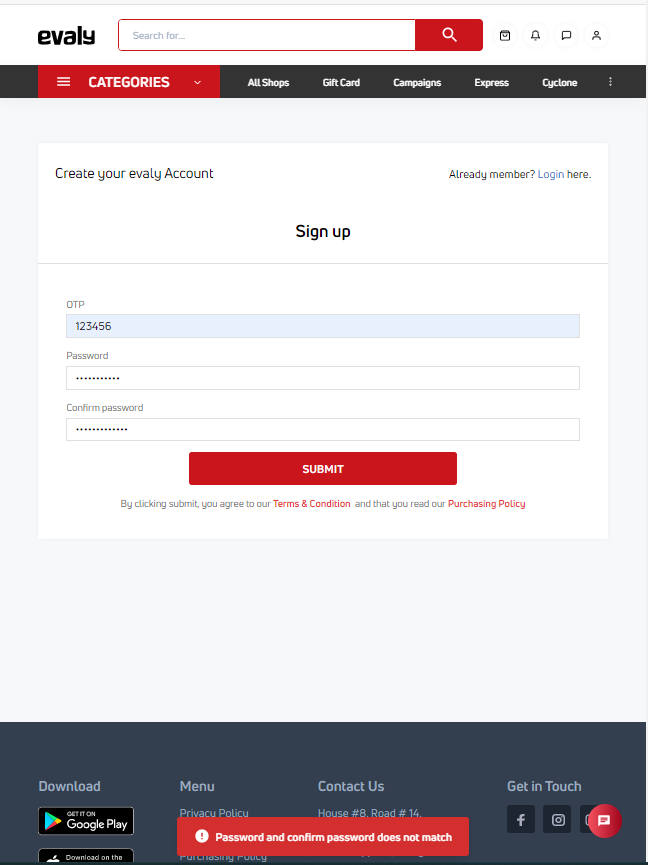 evaly
Search for...
CATEGORIES
All Shops Gift Card Campaigns Express Cyclone
Create your evaly Account
Already member? Login here.
Sign up
OTP
123456
Password
•••••••••••
Confirm password
•••••••••••••
SUBMIT
By clicking submit, you agree to our Terms & Condition and that you read our Purchasing Policy
Download Menu Contact Us Get in Touch
GET IT ON
Google Play
Privacy Policy
House #8, Road # 14,
Password and confirm password does not match
Download on the
Purchasing Policy